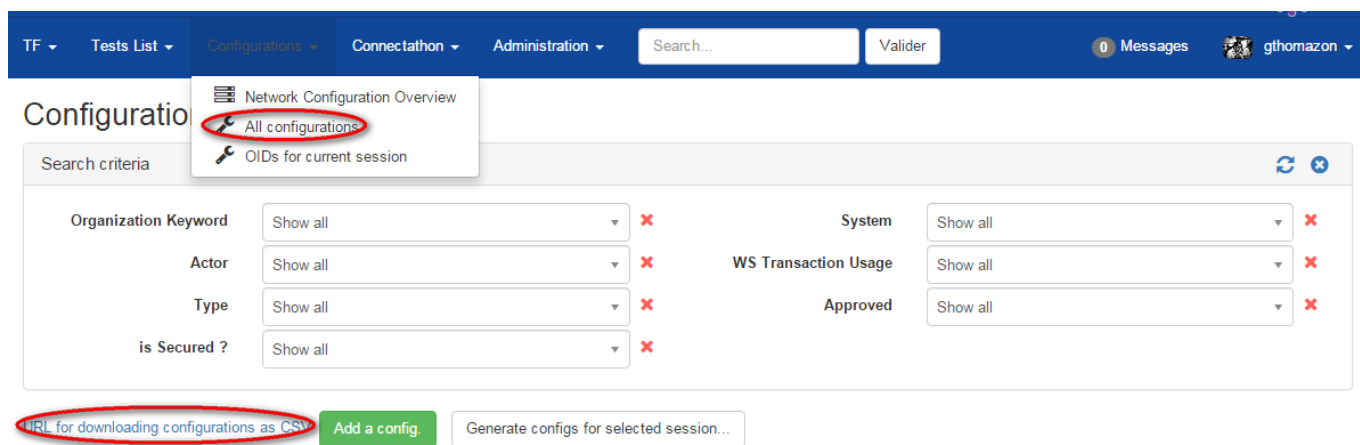 TF Tests List Configurations Connectathon Administration Search... Valider 0 Messages gthomazon
Network Configuration Overview
All configurations
OIDs for current session
Search criteria
Organization Keyword Show all System Show all
Actor Show all WS Transaction Usage Show all
Type Show all Approved Show all
is Secured ? Show all
URL for downloading configurations as CSV Add a config. Generate configs for selected session...